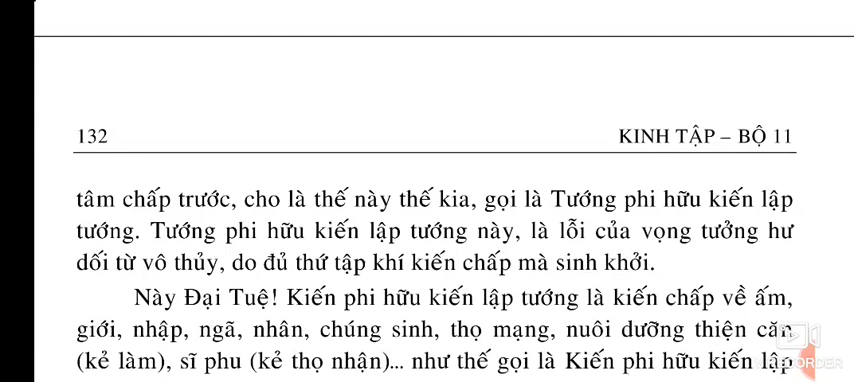 132 KINH TẬP – BỘ 11
tâm chấp trước, cho là thế này thế kia, gọi là Tướng phi hữu kiến lập
tướng. Tướng phi hữu kiến lập tướng này, là lỗi của vọng tưởng hư
dối từ vô thủy, do đủ thứ tập khí kiến chấp mà sinh khởi.
Này Đại Tuệ! Kiến phi hữu kiến lập tướng là kiến chấp về ấm,
giới, nhập, ngã, nhân, chúng sinh, thọ mạng, nuôi dưỡng thiện căn
(kẻ làm), sĩ phu (kẻ thọ nhận)... như thế gọi là Kiến phi hữu kiến lập
RECORDER